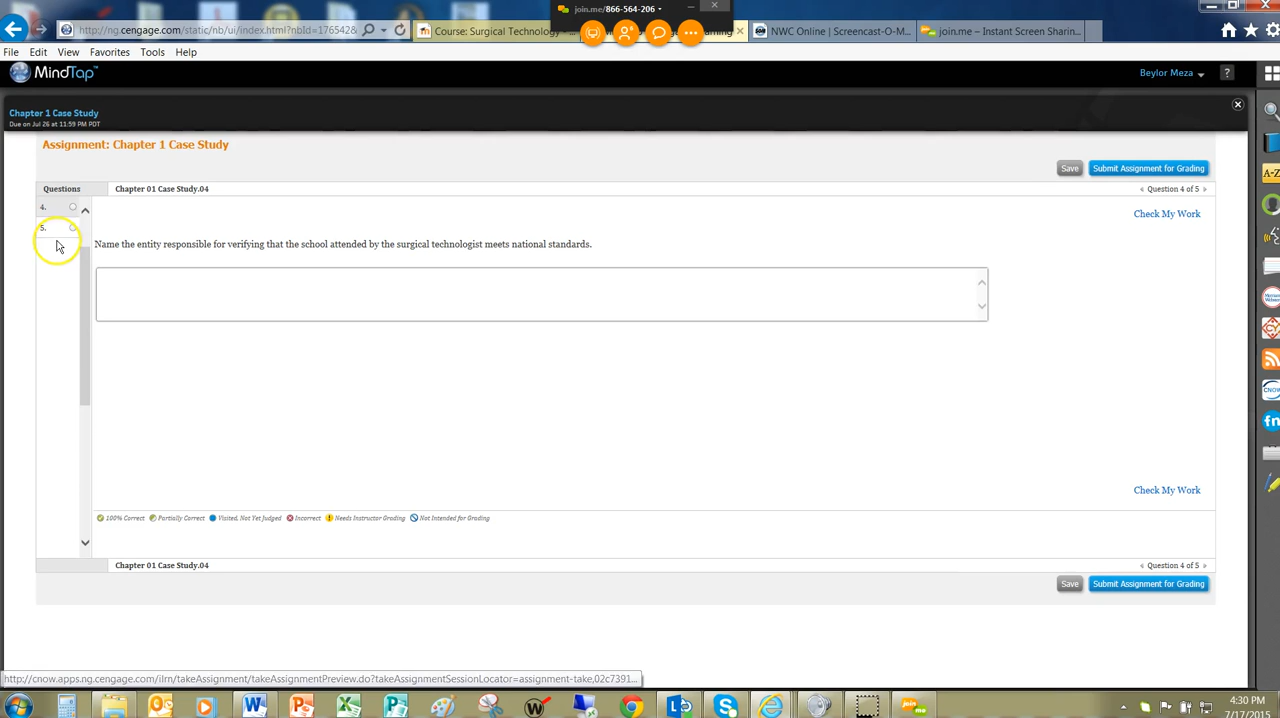 join.me/866-564-206
http://ng.cengage.com/static/nb/ui/index.html?nbId=176542&
Course: Surgical Technology - ...
NWC Online | Screencast-O-M...
join.me – Instant Screen Sharin...
File Edit View Favorites Tools Help
MindTap
Beylor Meza
?
Chapter 1 Case Study
Due on Jul 26 at 11:59 PM PDT
Assignment: Chapter 1 Case Study
Save Submit Assignment for Grading
Questions Chapter 01 Case Study.04 Question 4 of 5
4.
Check My Work
5.
Name the entity responsible for verifying that the school attended by the surgical technologist meets national standards.
Check My Work
100% Correct Partially Correct Visited, Not Yet Judged Incorrect Needs Instructor Grading Not Intended for Grading
Chapter 01 Case Study.04 Question 4 of 5
Save Submit Assignment for Grading
http://cnow.apps.ng.cengage.com/ilrn/takeAssignment/takeAssignmentPreview.do?takeAssignmentSessionLocator=assignment-take,02c7391...
4:30 PM
7/17/2015
A-Z